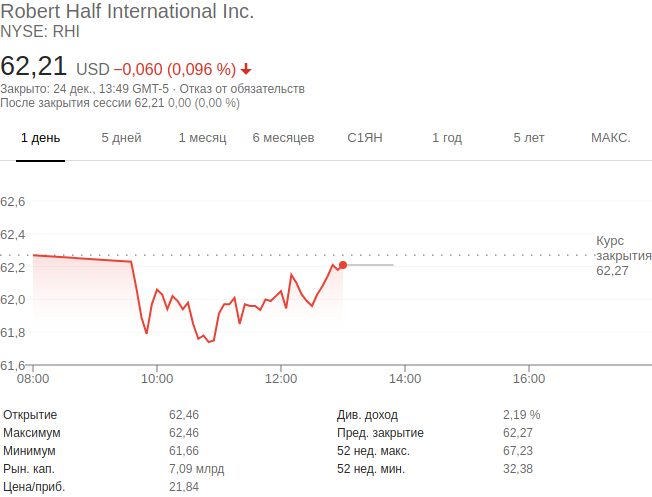 Robert Half International Inc.
NYSE: RHI
62,21 USD −0,060 (0,096 %)
Закрыто: 24 дек., 13:49 GMT-5 · Отказ от обязательств
После закрытия сессии 62,21 0,00 (0,00 %)
1 день 5 дней 1 месяц 6 месяцев С1ЯН 1 год 5 лет МАКС.
62,6
62,4
Курс
закрытия
62,27
62,2
62,0
61,8
61,6
08:00 10:00 12:00 14:00 16:00
Открытие 62,46 Див. доход 2,19 %
Максимум 62,46 Пред. закрытие 62,27
Минимум 61,66 52 нед. макс. 67,23
Рын. кап. 7,09 млрд 52 нед. мин. 32,38
Цена/приб. 21,84